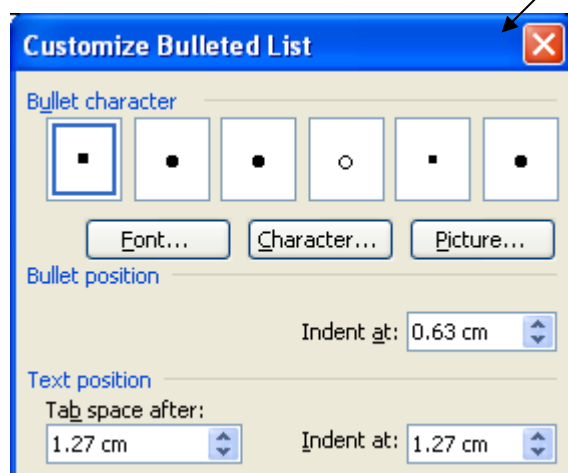 Customize Bulleted List
Bullet character
Font... Character... Picture...
Bullet position
Indent at: 0.63 cm
Text position
Tab space after:
1.27 cm Indent at: 1.27 cm